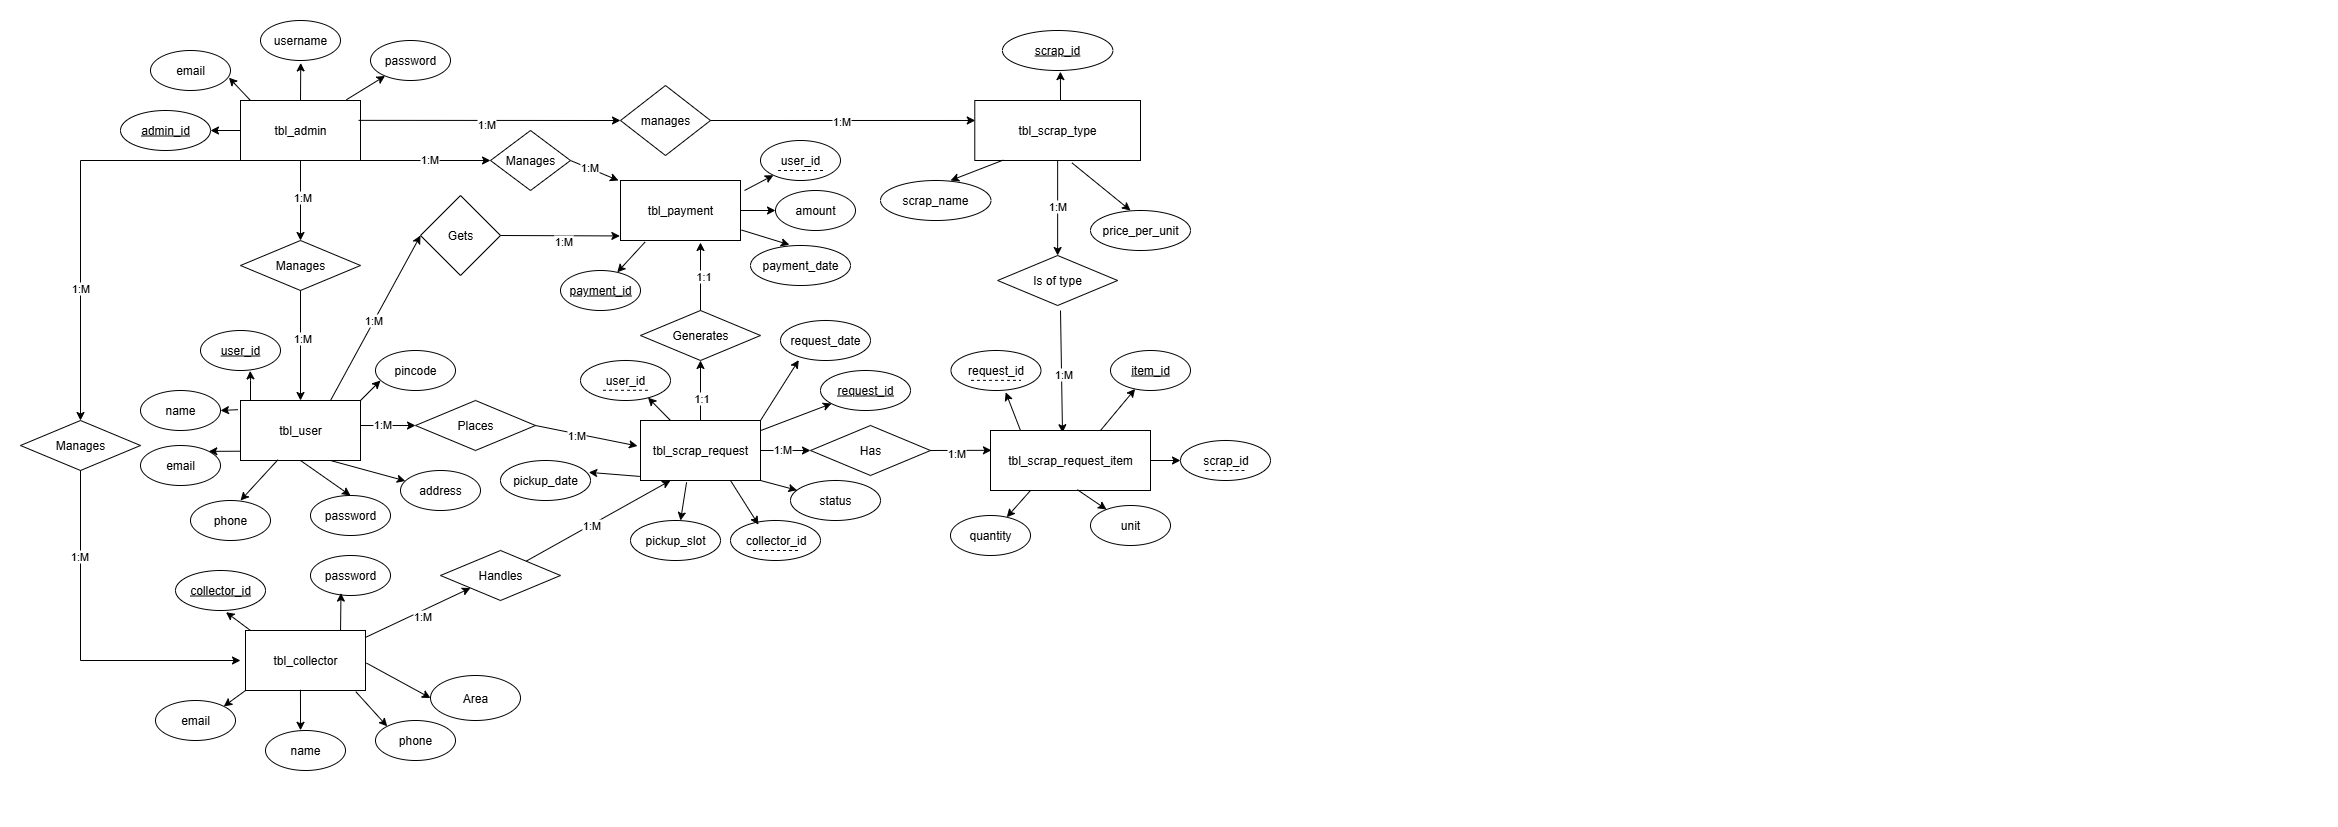 username
scrap_id
email
password
admin_id
tbl_admin
1:M
manages
1:M
tbl_scrap_type
1:M
Manages
1:M
user_id
1:M
scrap_name
tbl_payment
amount
1:M
price_per_unit
Gets
1:M
Manages
payment_date
1:1
payment_id
Is of type
1:M
1:M
1:M
Generates
request_date
user_id
pincode
user_id
request_id
1:1
request_id
item_id
1:M
name
tbl_user
1:M
Places
1:M
tbl_scrap_request
1:M
Has
1:M
tbl_scrap_request_item
scrap_id
Manages
email
address
pickup_date
status
phone
password
1:M
pickup_slot
collector_id
quantity
unit
1:M
password
Handles
collector_id
1:M
tbl_collector
Area
email
name
phone